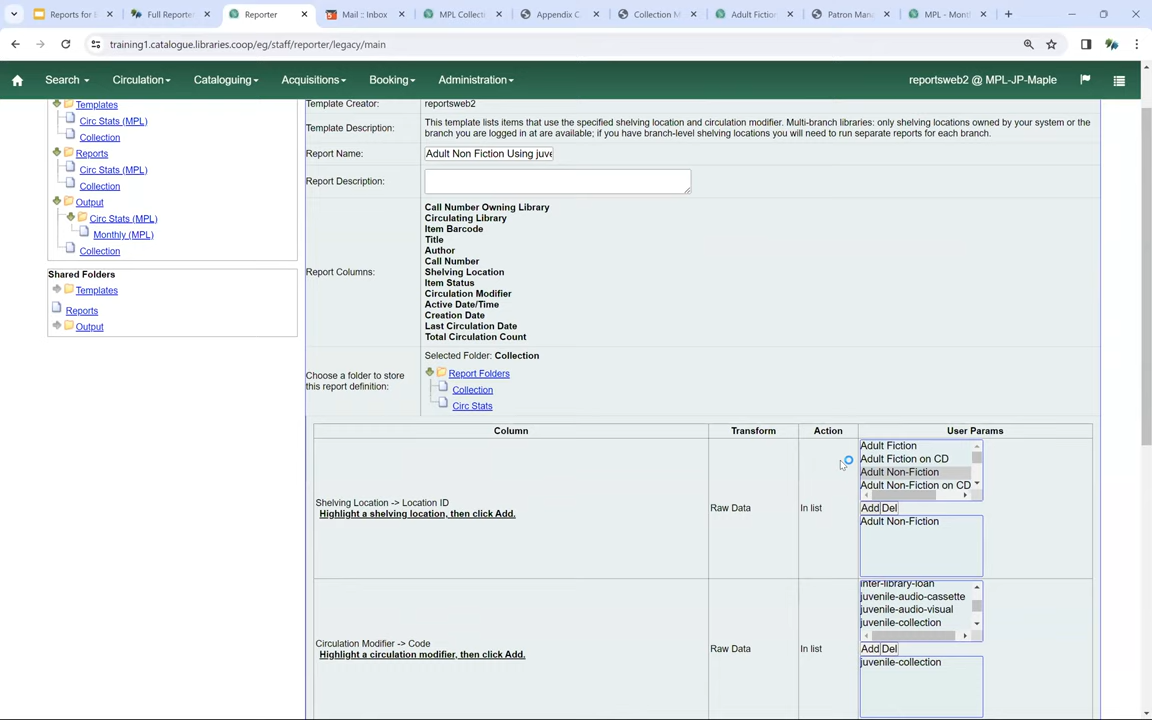 Reports for b
Full Reporte
Reporter
Mail :: Inbox
MPL Collecti
Appendix C.
Collection M
Adult Fiction
Patron Man
MPL - Mont
training1.catalogue.libraries.coop/eg/staff/reporter/legacy/main
Search Circulation Cataloguing Acquisitions Booking Administration reportsweb2 @ MPL-JP-Maple
Templates
Circ Stats (MPL)
Collection
Reports
Circ Stats (MPL)
Collection
Output
Circ Stats (MPL)
Monthly (MPL)
Collection
Shared Folders
Templates
Reports
Output
Template Creator: reportsweb2
Template Description: This template lists items that use the specified shelving location and circulation modifier. Multi-branch libraries: only shelving locations owned by your system or the
branch you are logged in at are available; if you have branch-level shelving locations you will need to run separate reports for each branch.
Report Name: Adult Non Fiction Using juve
Report Description:
Report Columns:
Call Number Owning Library
Circulating Library
Item Barcode
Title
Author
Call Number
Shelving Location
Item Status
Circulation Modifier
Active Date/Time
Creation Date
Last Circulation Date
Total Circulation Count
Choose a folder to store
this report definition:
Selected Folder: Collection
Report Folders
Collection
Circ Stats
Column Transform Action User Params
Shelving Location -> Location ID
Highlight a shelving location, then click Add.
Raw Data
In list
Adult Fiction
Adult Fiction on CD
Adult Non-Fiction
Adult Non-Fiction on CD
Add Del
Adult Non-Fiction
Circulation Modifier -> Code
Highlight a circulation modifier, then click Add.
Raw Data
In list
inter-library-loan
juvenile-audio-cassette
juvenile-audio-visual
juvenile-collection
Add Del
juvenile-collection